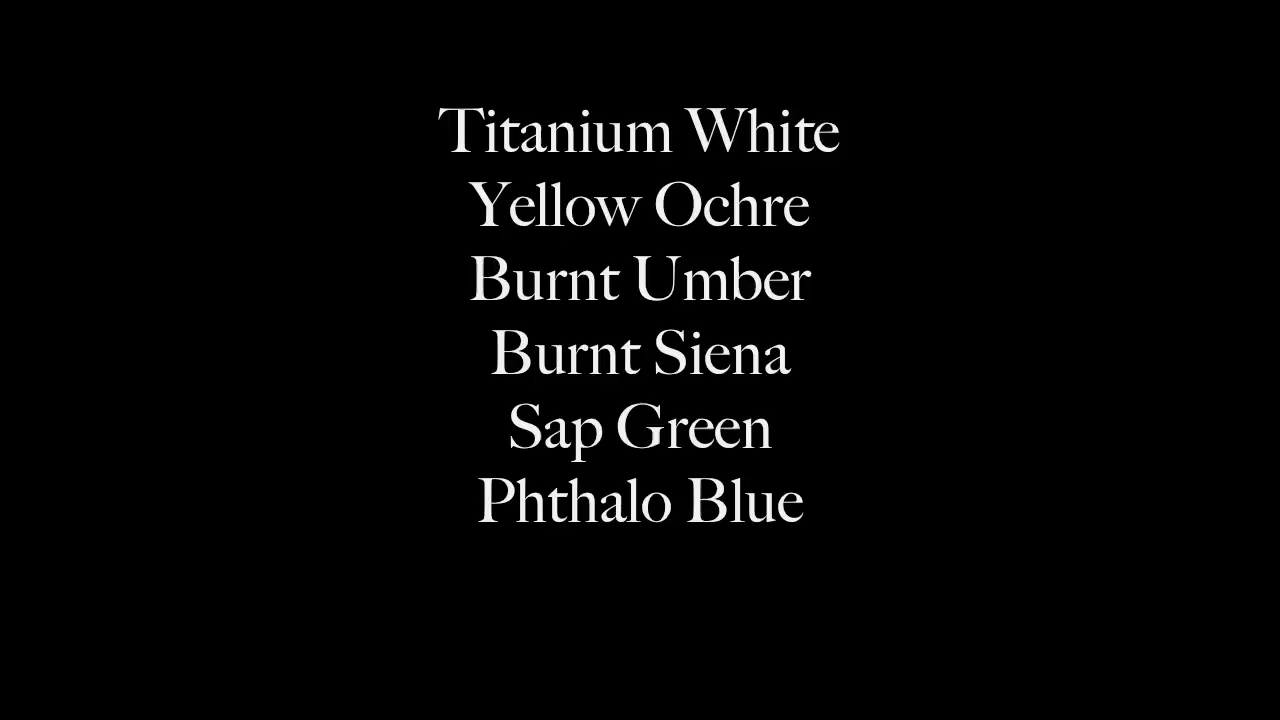 Titanium White
Yellow Ochre
Burnt Umber
Burnt Siena
Sap Green
Phthalo Blue